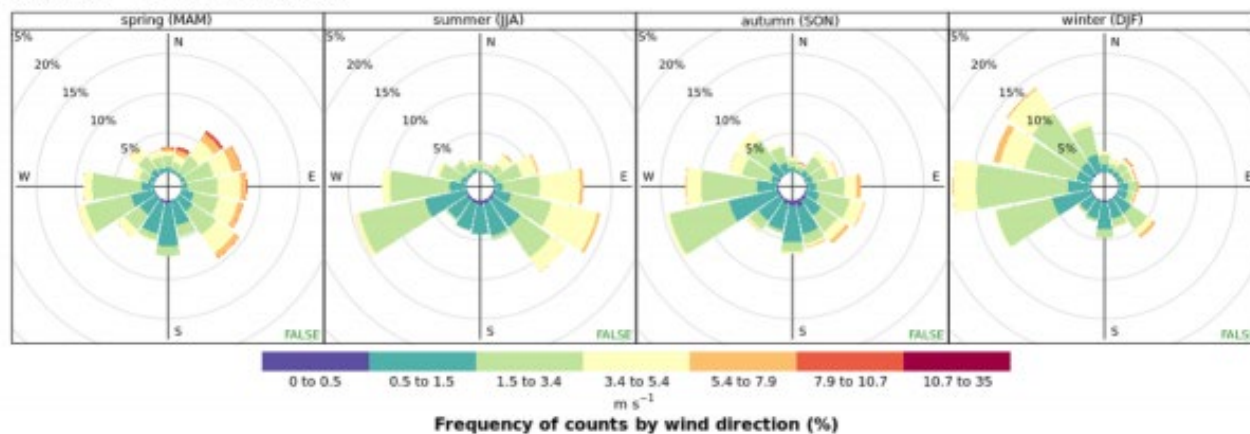 spring (MAM) summer (JJA) autumn (SON) winter (DJF)
5% N 5% N 5% N 5% N
20% 20% 20% 20%
15% 15% 15% 15%
10% 10% 10% 10%
5% 5% 5% 5%
W E W E W E W E
S S S S
FALSE FALSE FALSE FALSE
0 to 0.5 0.5 to 1.5 1.5 to 3.4 3.4 to 5.4 5.4 to 7.9 7.9 to 10.7 10.7 to 35
m s⁻¹
Frequency of counts by wind direction (%)